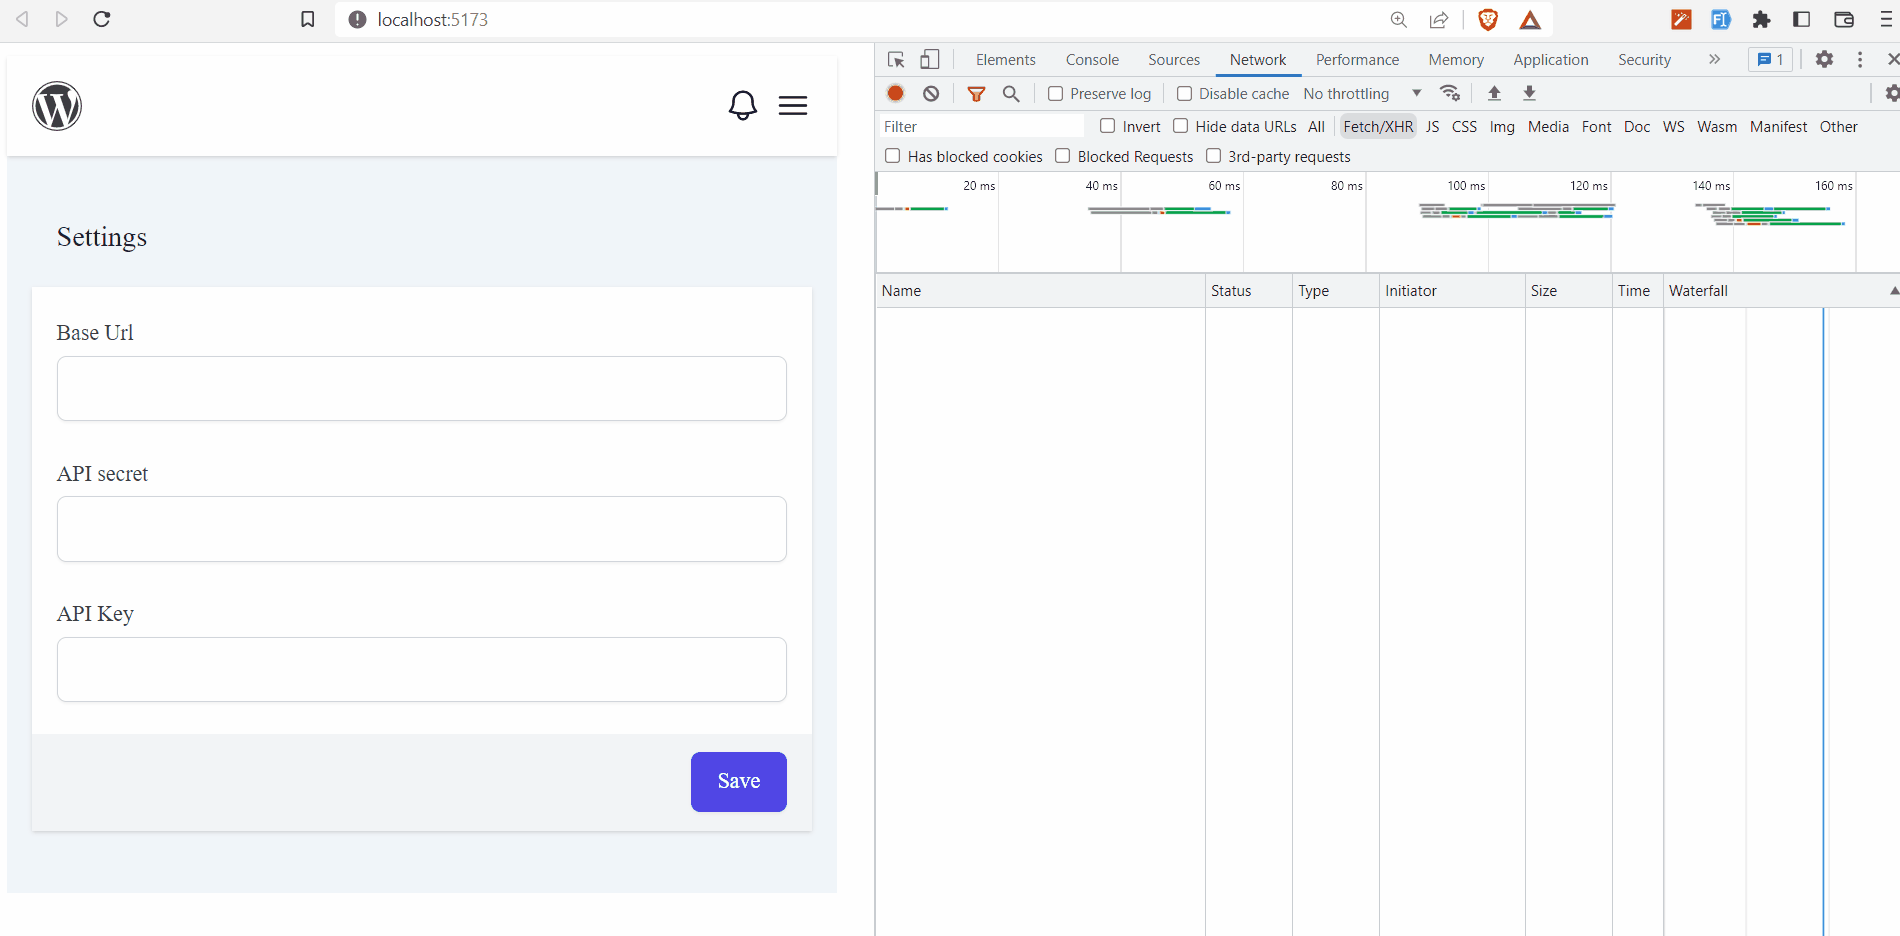 localhost:5173
Elements Console Sources Network Performance Memory Application Security 1
Preserve log Disable cache No throttling
Filter Invert Hide data URLs All Fetch/XHR JS CSS Img Media Font Doc WS Wasm Manifest Other
Has blocked cookies Blocked Requests 3rd-party requests
20 ms 40 ms 60 ms 80 ms 100 ms 120 ms 140 ms 160 ms
Name Status Type Initiator Size Time Waterfall
Settings
Base Url
API secret
API Key
Save